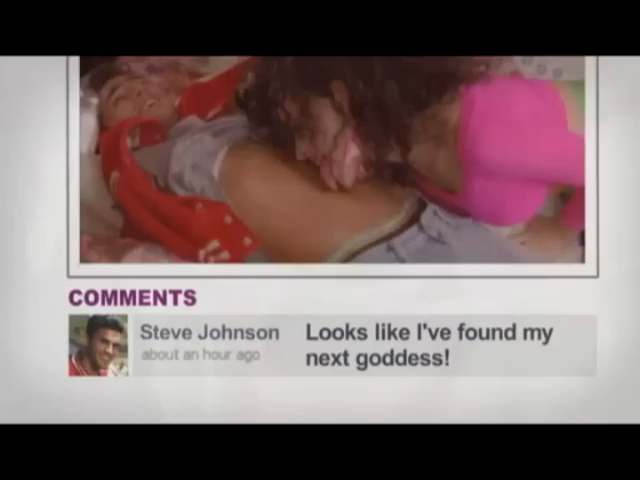 COMMENTS
Steve Johnson
about an hour ago
Looks like I've found my
next goddess!